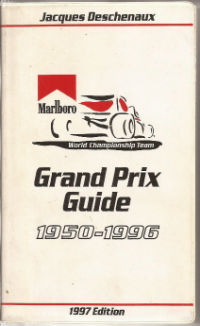 Jacques Deschenaux
Marlboro
World Championship Team
Grand Prix
Guide
1950-1996
1997 Edition